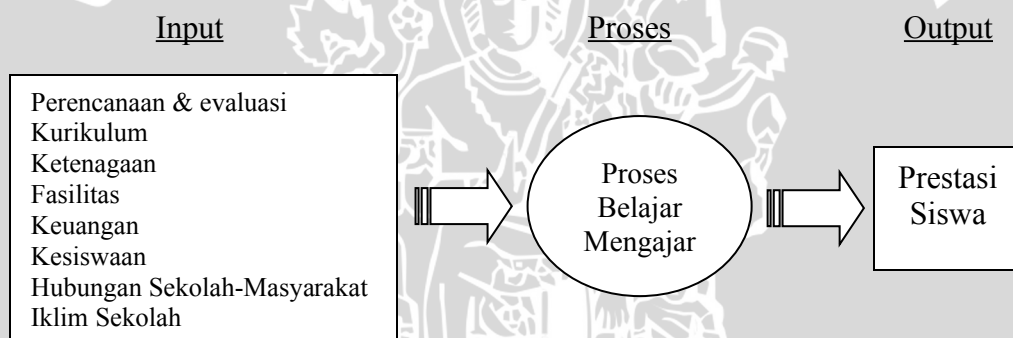 Input
Proses
Output
Perencanaan & evaluasi
Kurikulum
Ketenagaan
Fasilitas
Keuangan
Kesiswaan
Hubungan Sekolah-Masyarakat
Iklim Sekolah
Proses
Belajar
Mengajar
Prestasi
Siswa